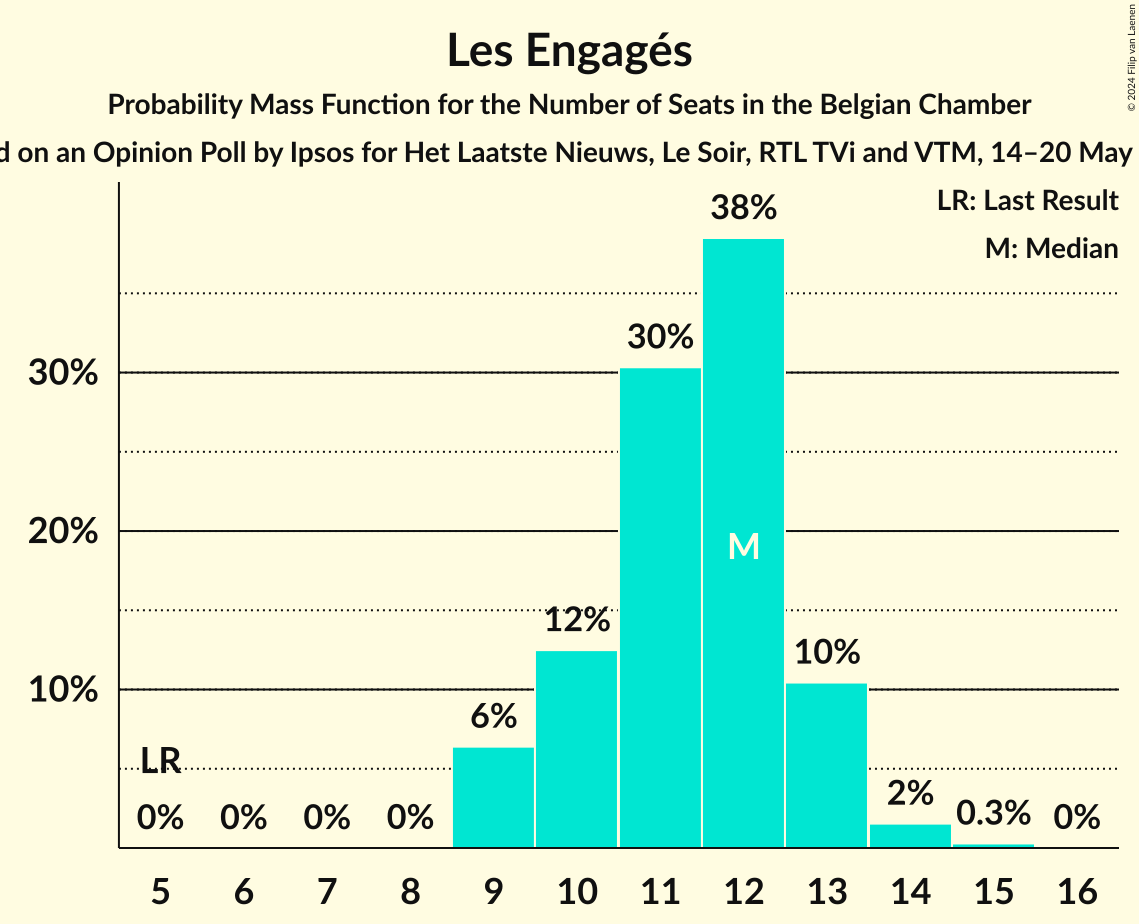 Les Engagés
Probability Mass Function for the Number of Seats in the Belgian Chamber
on an Opinion Poll by Ipsos for Het Laatste Nieuws, Le Soir, RTL TVi and VTM, 14–20 May
© 2024 Filip van Laenen
LR: Last Result
M: Median
38%
30%
30%
20%
M
12%
10%
10%
6%
LR
0% 0% 0% 0% 2% 0.3% 0%
5 6 7 8 9 10 11 12 13 14 15 16